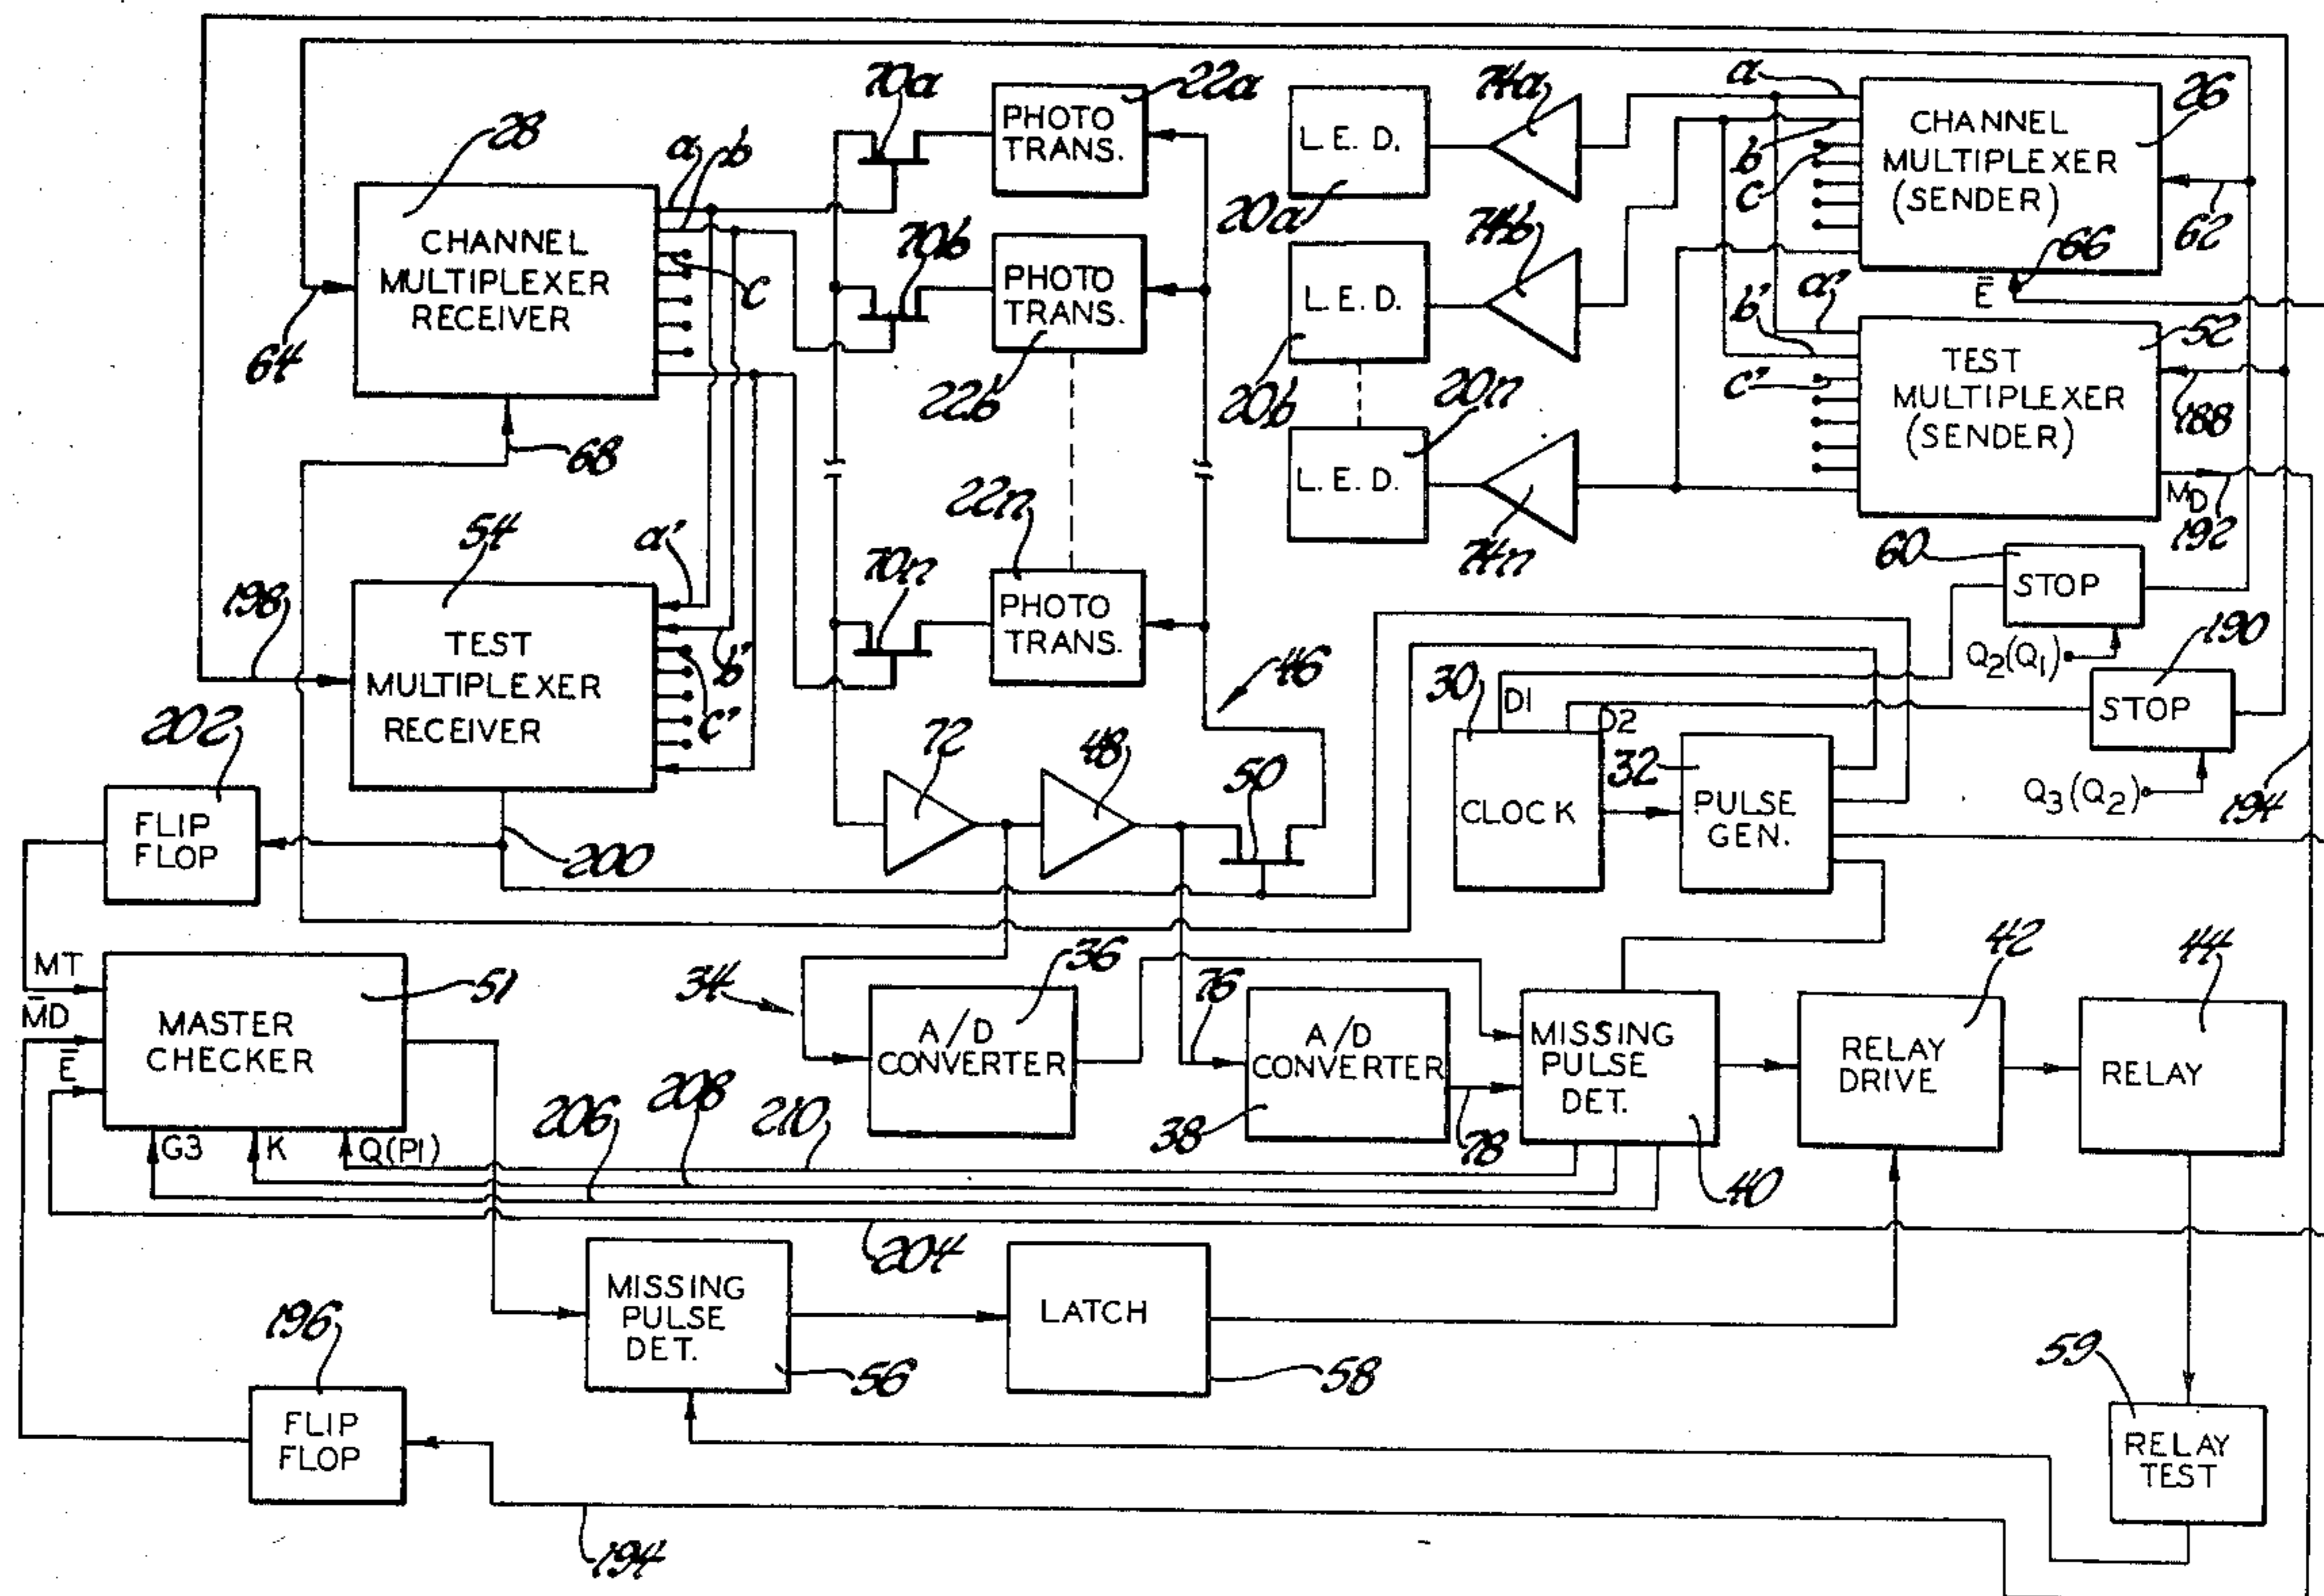 70a
22a
74a
a
26
28
a
b
PHOTO
TRANS.
L. E. D.
CHANNEL
MULTIPLEXER
(SENDER)
b
c
62
20a
74b
66
Ē
CHANNEL
MULTIPLEXER
RECEIVER
c
70b
PHOTO
TRANS.
L. E. D.
a'
b'
52
64
22b
20b
20n
c'
TEST
MULTIPLEXER
(SENDER)
188
68
L. E. D.
MD
192
54
a'
22n
74n
60
STOP
198
70n
PHOTO
TRANS.
Q2(Q1)
190
TEST
MULTIPLEXER
RECEIVER
b'
c'
46
30
D1
D2
STOP
202
72
48
50
32
CLOCK
PULSE
GEN.
Q3(Q2)
194
FLIP
FLOP
200
MT
M̄D
Ē
51
34
36
76
42
44
MASTER
CHECKER
A/D
CONVERTER
A/D
CONVERTER
MISSING
PULSE
DET.
RELAY
DRIVE
RELAY
G3
K
Q(P1)
206
208
210
38
78
40
204
MISSING
PULSE
DET.
LATCH
196
56
58
59
FLIP
FLOP
RELAY
TEST
194